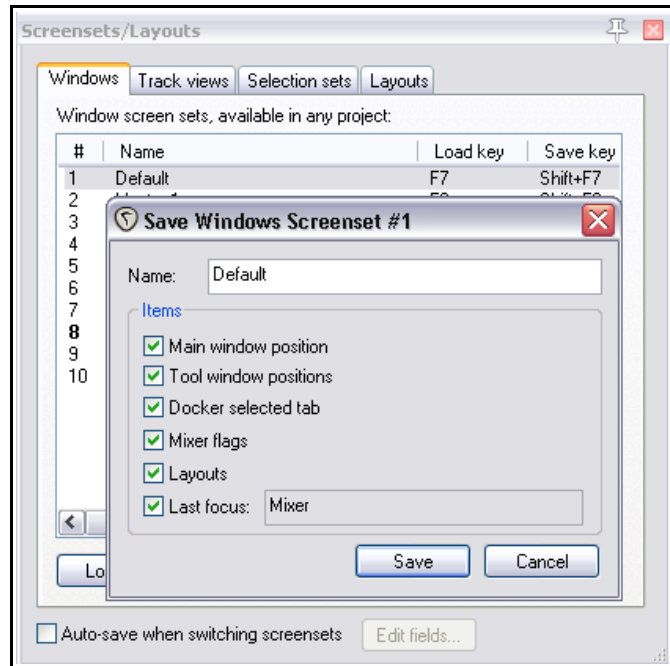 Screensets/Layouts
Windows Track views Selection sets Layouts
Window screen sets, available in any project:
# Name Load key Save key
1 Default F7 Shift+F7
2
3
4
5
6
7
8
9
10
Save Windows Screenset #1
Name: Default
Items
Main window position
Tool window positions
Docker selected tab
Mixer flags
Layouts
Last focus: Mixer
Save Cancel
Lo
Auto-save when switching screensets Edit fields...